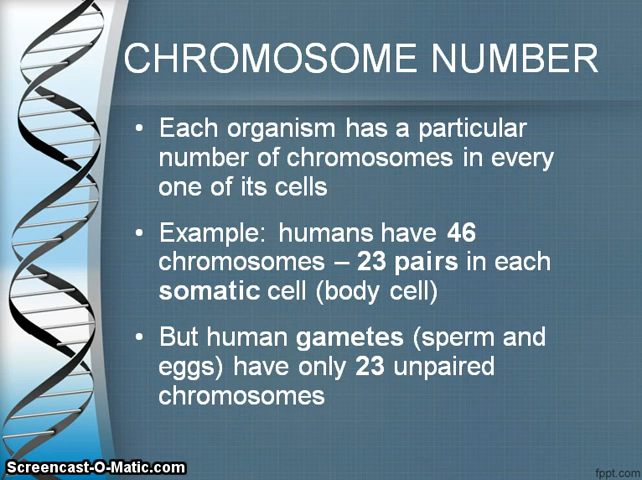 CHROMOSOME NUMBER
• Each organism has a particular
number of chromosomes in every
one of its cells
• Example: humans have 46
chromosomes – 23 pairs in each
somatic cell (body cell)
• But human gametes (sperm and
eggs) have only 23 unpaired
chromosomes
Screencast-O-Matic.com
fppt.com